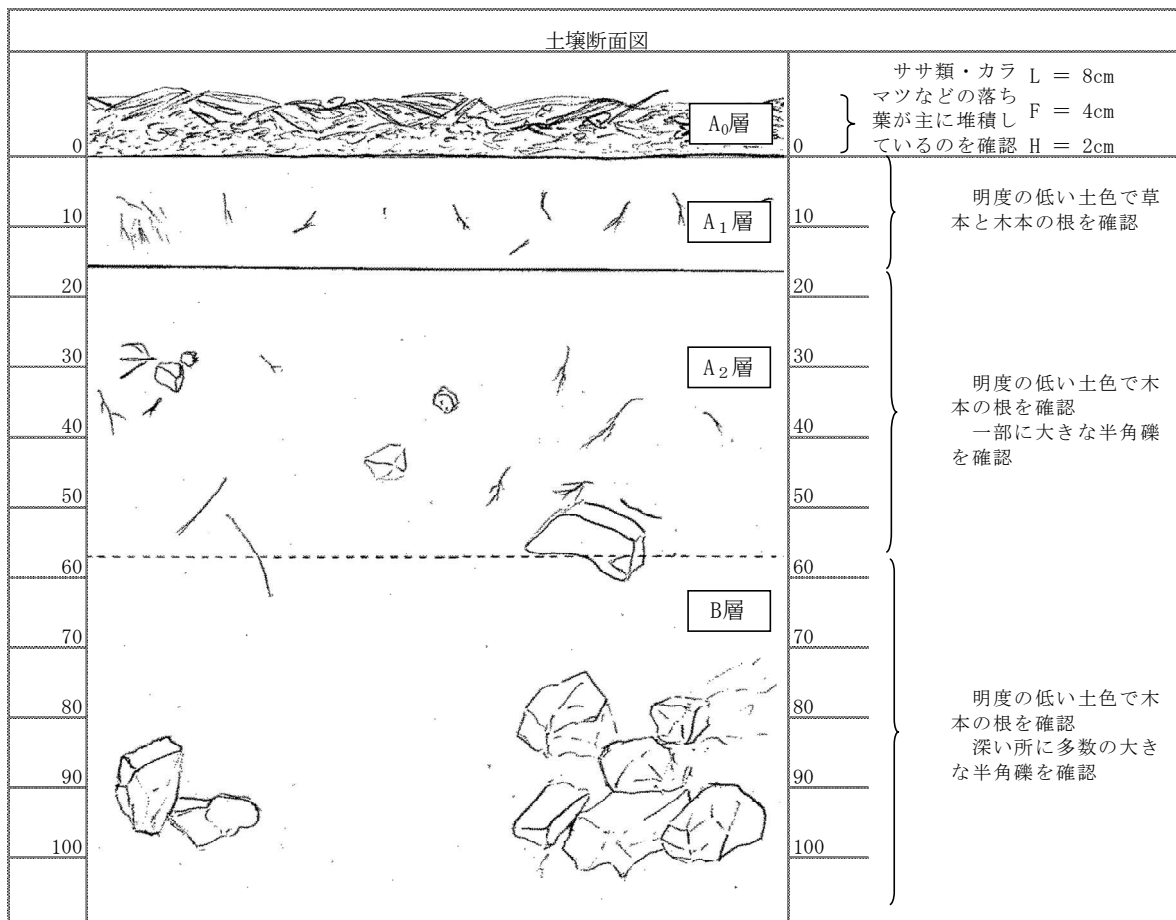 土壌断面図
ササ類・カラ L = 8cm
マツなどの落ち
葉が主に堆積し F = 4cm
ているのを確認 H = 2cm
A₀層
0
0
明度の低い土色で草
本と木本の根を確認
10
A₁層
10
20
20
30
A₂層
30
明度の低い土色で木
本の根を確認
一部に大きな半角礫
を確認
40
40
50
50
60
60
B層
70
70
80
80
明度の低い土色で木
本の根を確認
深い所に多数の大き
な半角礫を確認
90
90
100
100